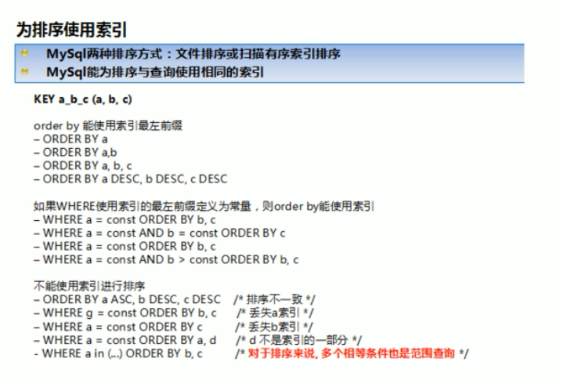 为排序使用索引
MySql两种排序方式：文件排序或扫描有序索引排序
MySql能为排序与查询使用相同的索引
KEY a_b_c (a, b, c)
order by 能使用索引最左前缀
– ORDER BY a
– ORDER BY a,b
– ORDER BY a, b, c
– ORDER BY a DESC, b DESC, c DESC
如果WHERE使用索引的最左前缀定义为常量，则order by能使用索引
– WHERE a = const ORDER BY b, c
– WHERE a = const AND b = const ORDER BY c
– WHERE a = const ORDER BY b, c
– WHERE a = const AND b > const ORDER BY b, c
不能使用索引进行排序
– ORDER BY a ASC, b DESC, c DESC /* 排序不一致 */
– WHERE g = const ORDER BY b, c /* 丢失a索引 */
– WHERE a = const ORDER BY c /* 丢失b索引 */
– WHERE a = const ORDER BY a, d /* d 不是索引的一部分 */
- WHERE a in (...) ORDER BY b, c /* 对于排序来说, 多个相等条件也是范围查询 */